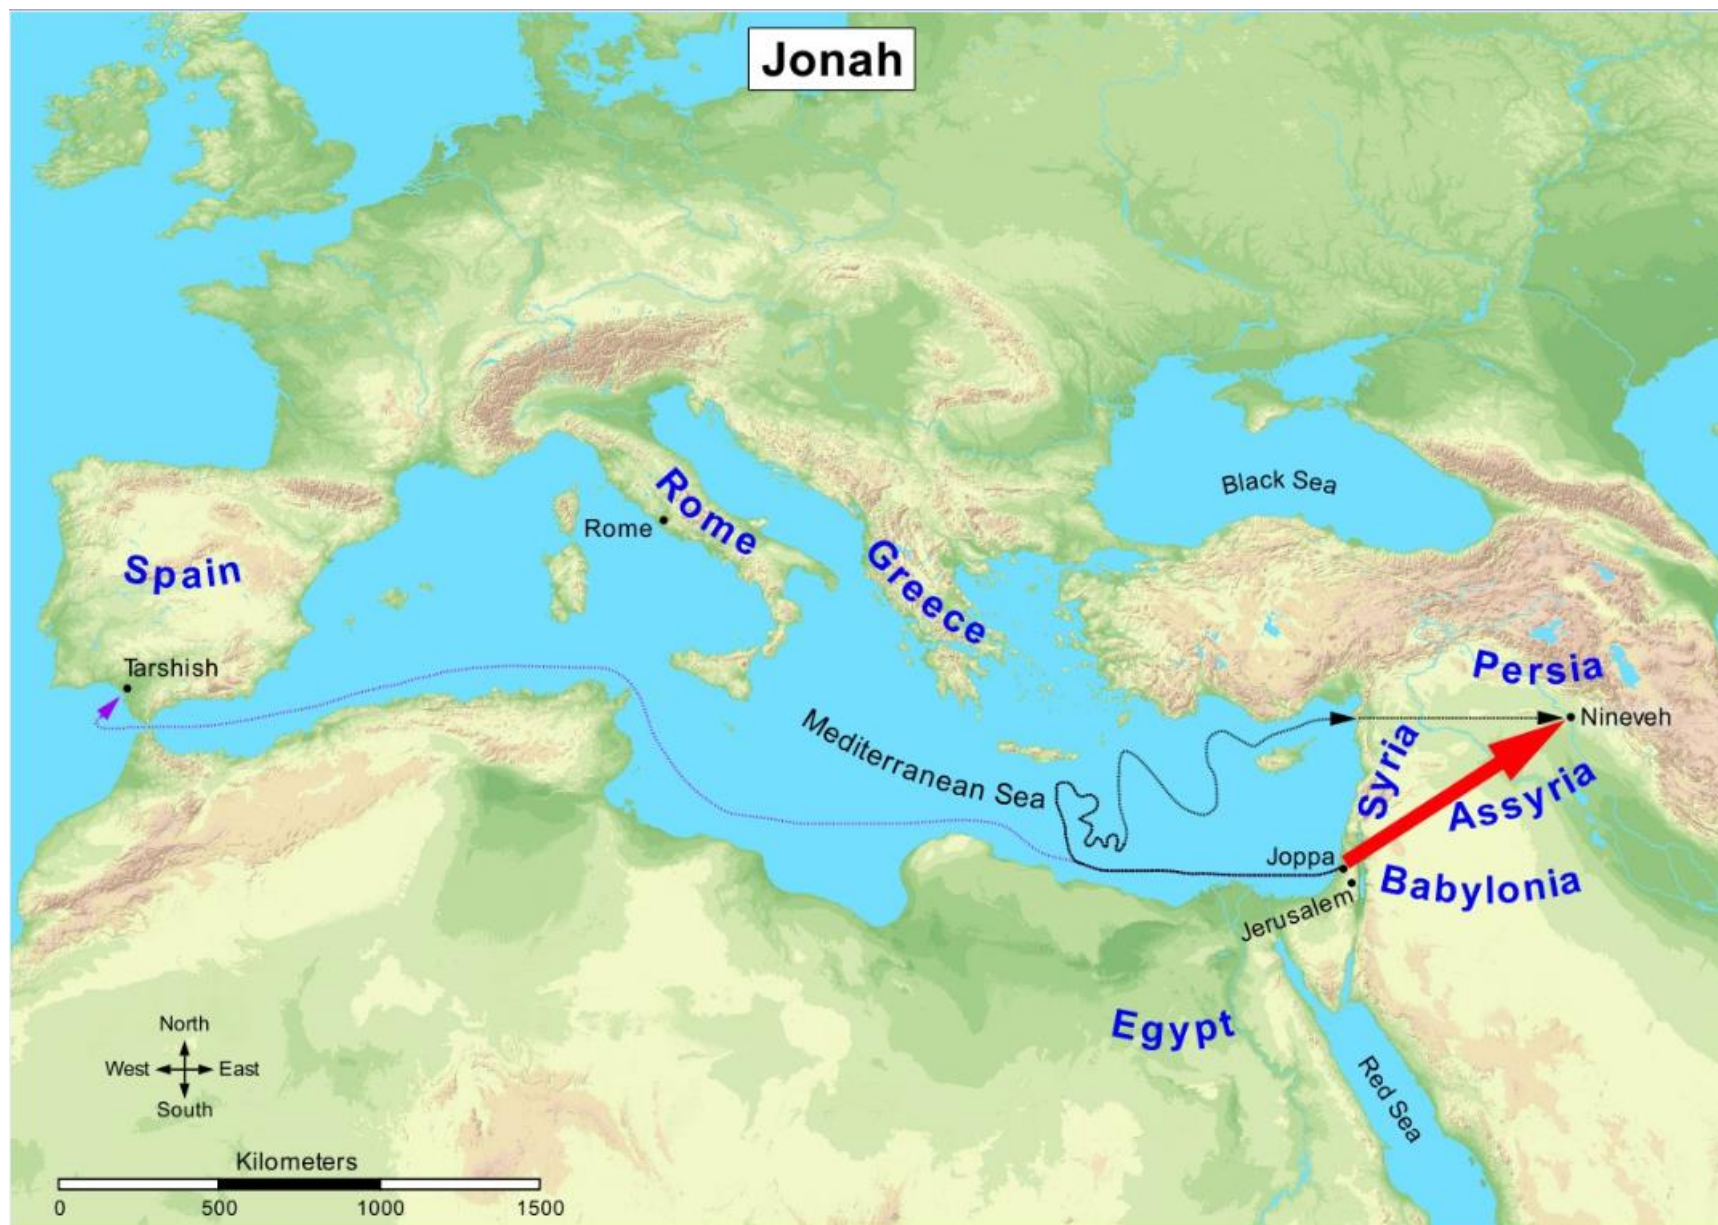 Jonah
Black Sea
Rome
Rome
Greece
Spain
Tarshish
Persia
Nineveh
Mediterranean Sea
Syria
Assyria
Joppa
Babylonia
Jerusalem
Egypt
Red Sea
North
West East
South
Kilometers
0 500 1000 1500